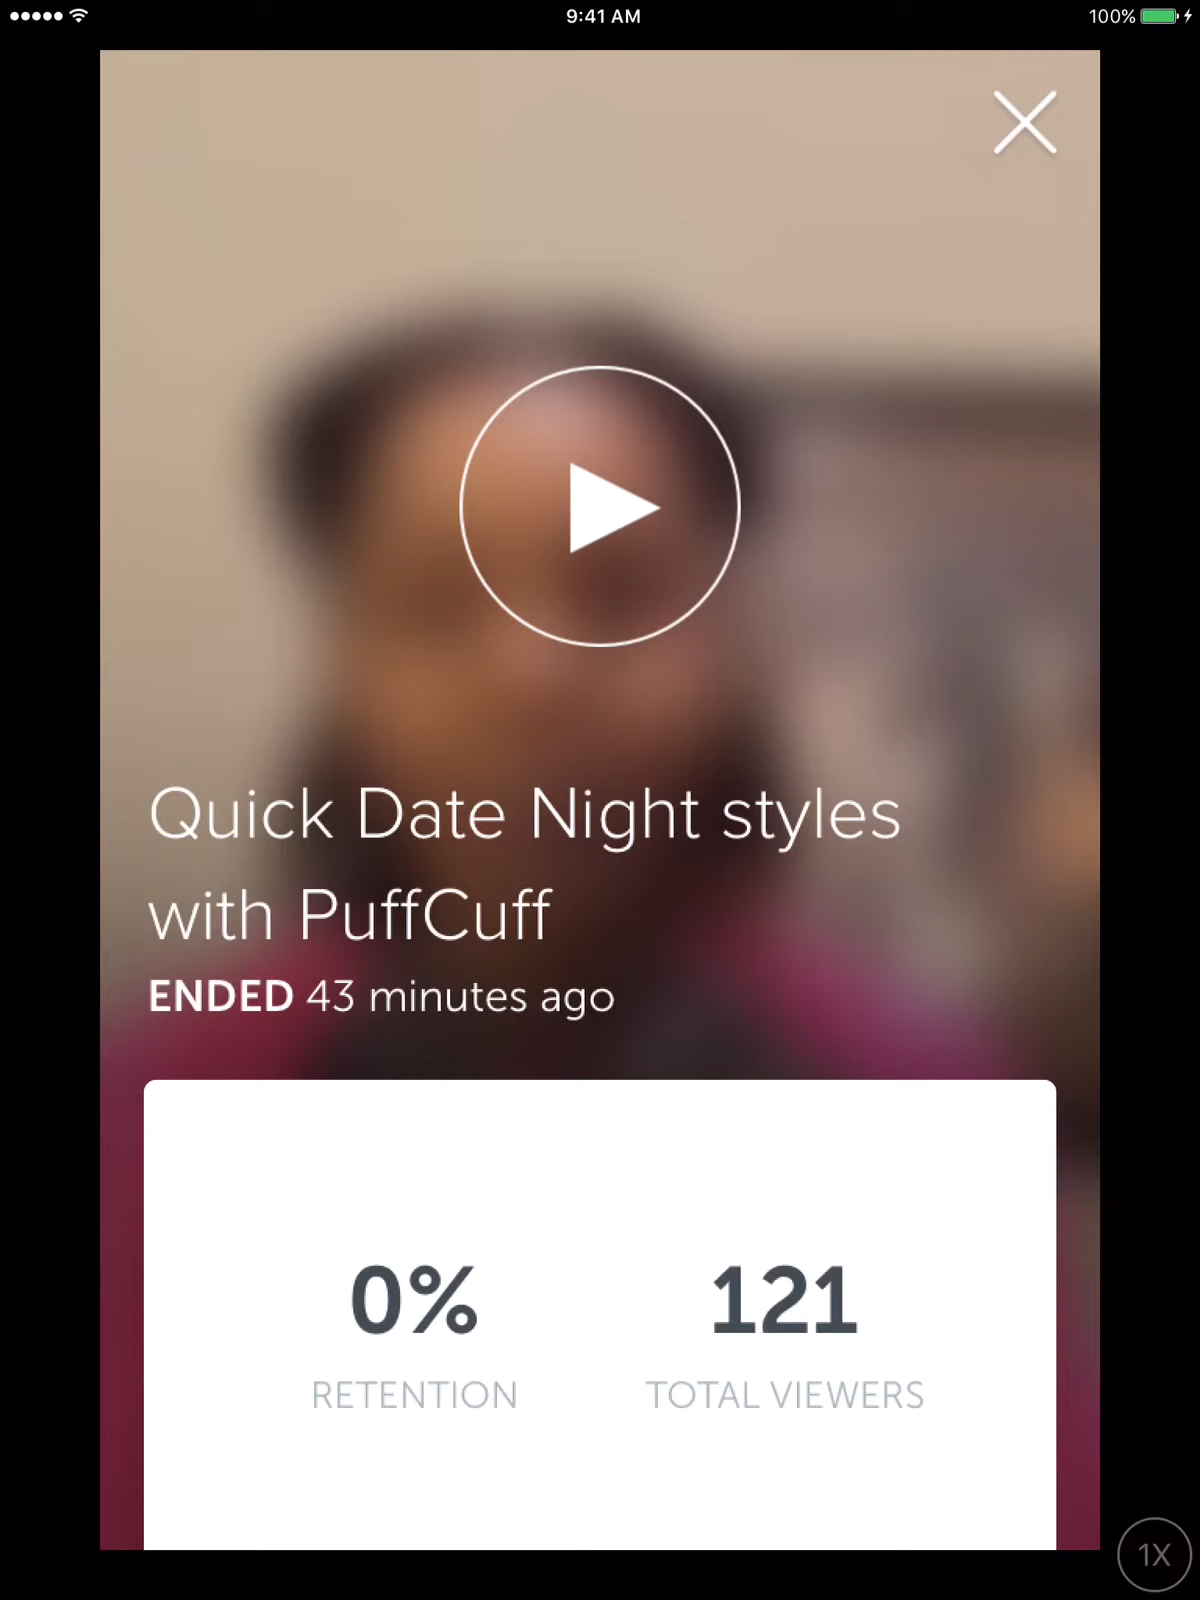 9:41 AM
100%
Quick Date Night styles
with PuffCuff
ENDED 43 minutes ago
0%
121
RETENTION
TOTAL VIEWERS
1X